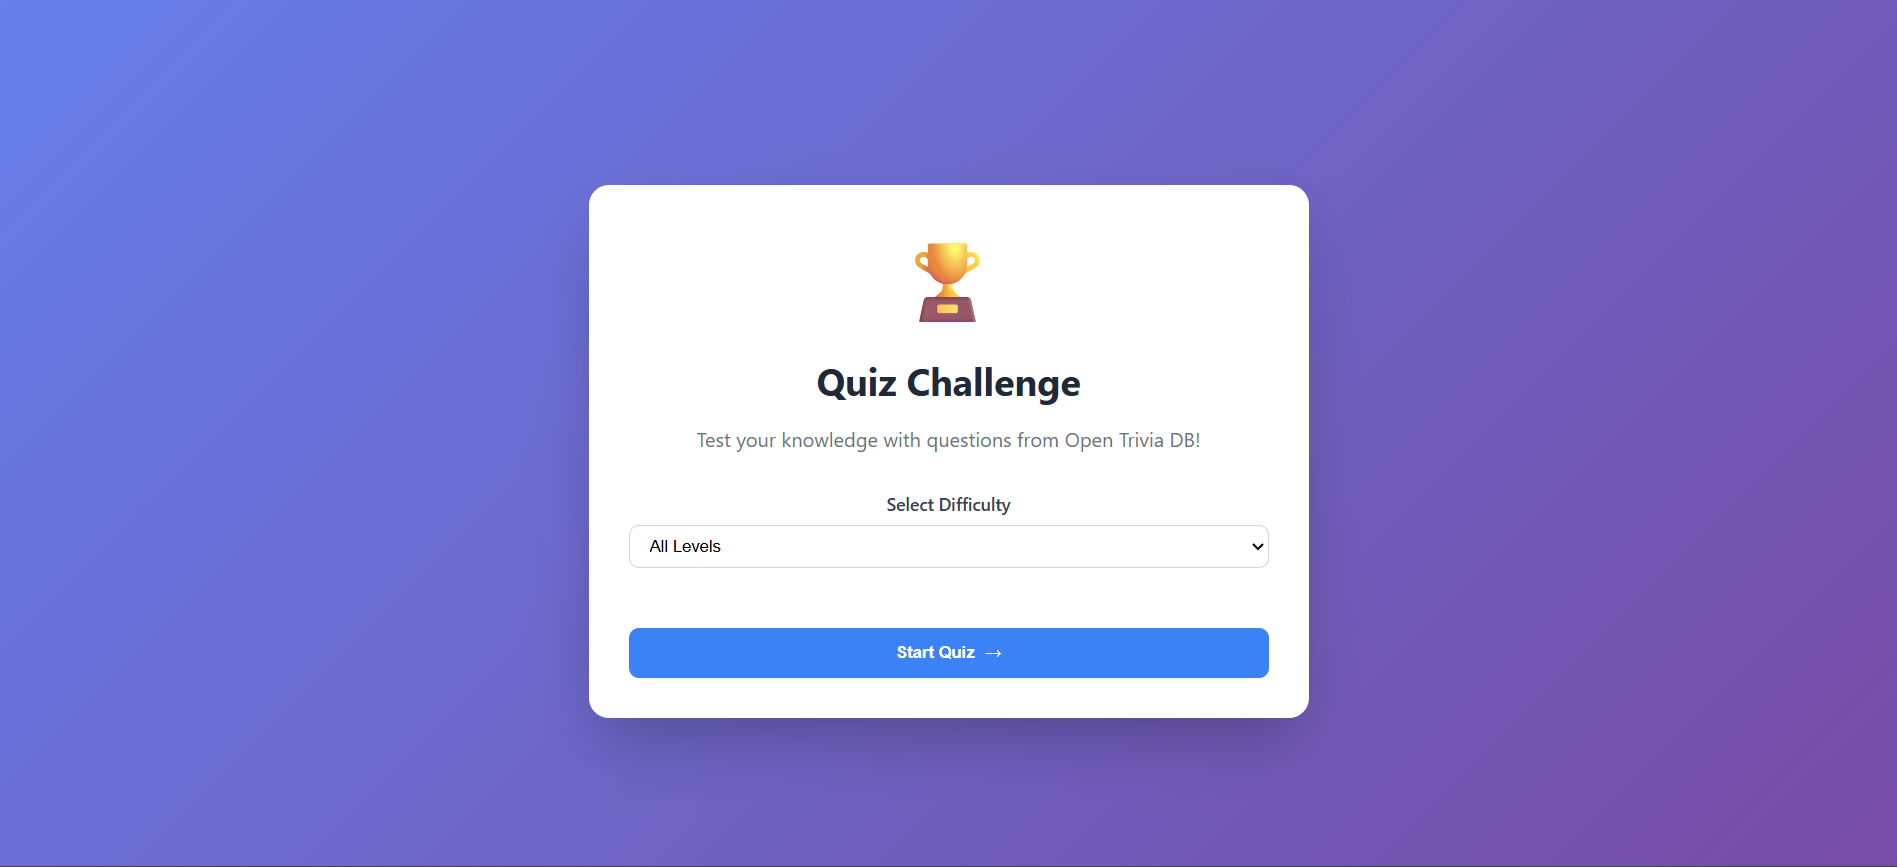 Quiz Challenge
Test your knowledge with questions from Open Trivia DB!
Select Difficulty
All Levels
Start Quiz →